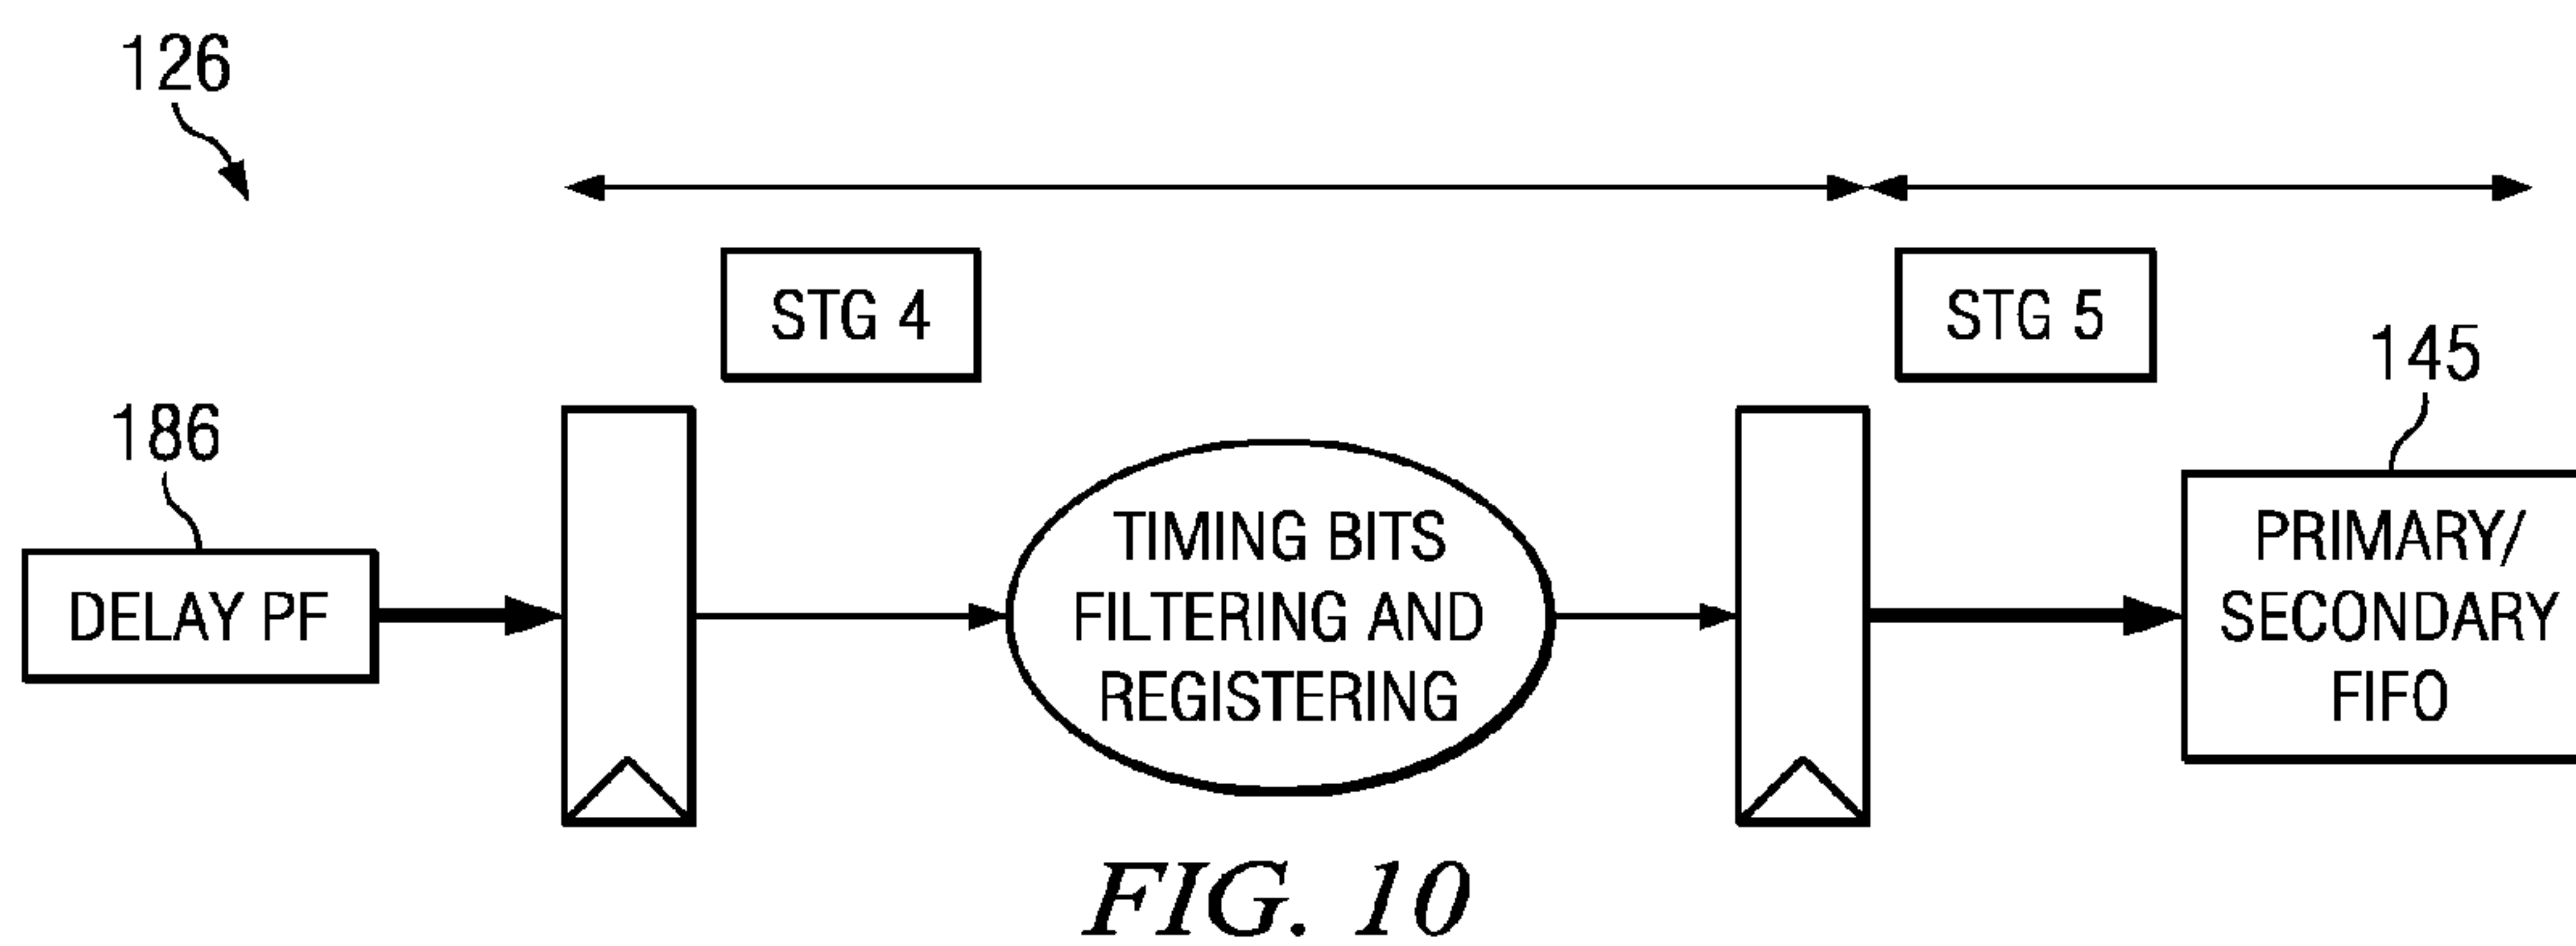 126
STG 4
STG 5
145
186
DELAY PF
TIMING BITS
FILTERING AND
REGISTERING
PRIMARY/
SECONDARY
FIFO
FIG. 10